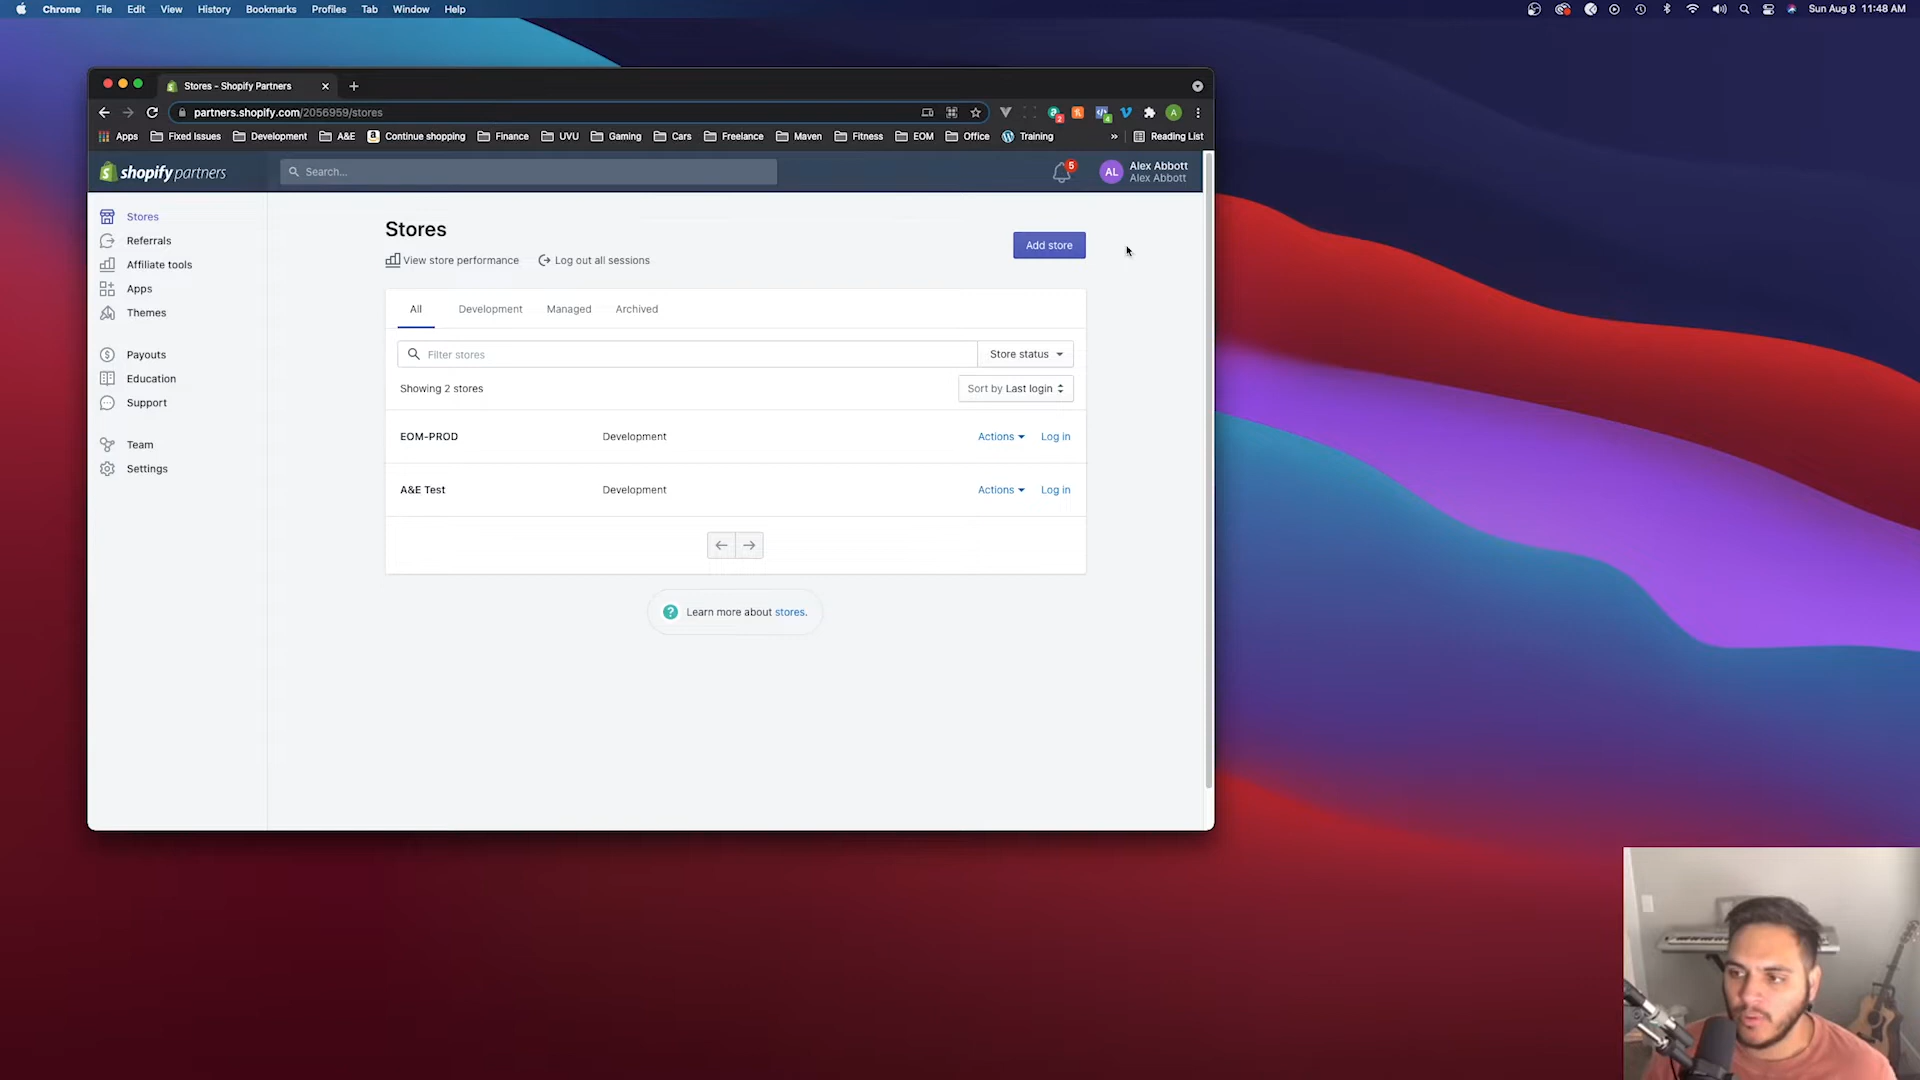 Chrome File Edit View History Bookmarks Profiles Tab Window Help Sun Aug 8 11:48 AM
Stores - Shopify Partners
partners.shopify.com/2056959/stores 2 4 A
Apps Fixed Issues Development A&E Continue shopping Finance UVU Gaming Cars Freelance Maven Fitness EOM Office Training » Reading List
shopify partners Search... 5 AL Alex Abbott
Alex Abbott
Stores
Referrals
Affiliate tools
Apps
Themes
Payouts
Education
Support
Team
Settings
Stores
Add store
View store performance Log out all sessions
All Development Managed Archived
Filter stores Store status
Showing 2 stores Sort by Last login
EOM-PROD Development Actions Log in
A&E Test Development Actions Log in
Learn more about stores.